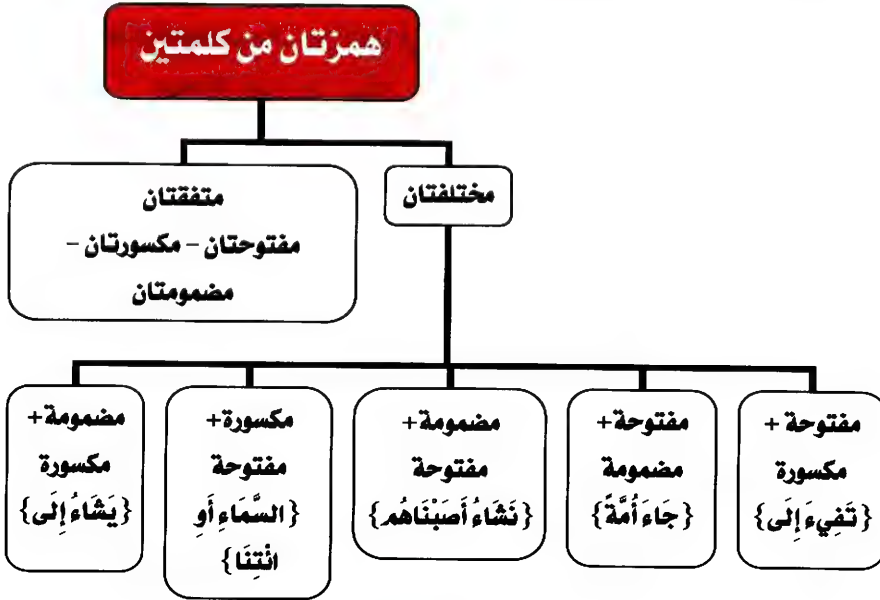 همزتان من كلمتين
مختلفتان
متفقتان
مفتوحتان – مكسورتان –
مضمومتان
مفتوحة +
مكسورة
{تَفِيءَ إِلَى}
مفتوحة+
مضمومة
{جَاءَ أُمَّةً}
مضمومة+
مفتوحة
{نَشَاءُ أَصَبْنَاهُم}
مكسورة+
مفتوحة
{السَّمَاءِ أَوِ
ائْتِنَا}
مضمومة+
مكسورة
{يَشَاءُ إِلَى}